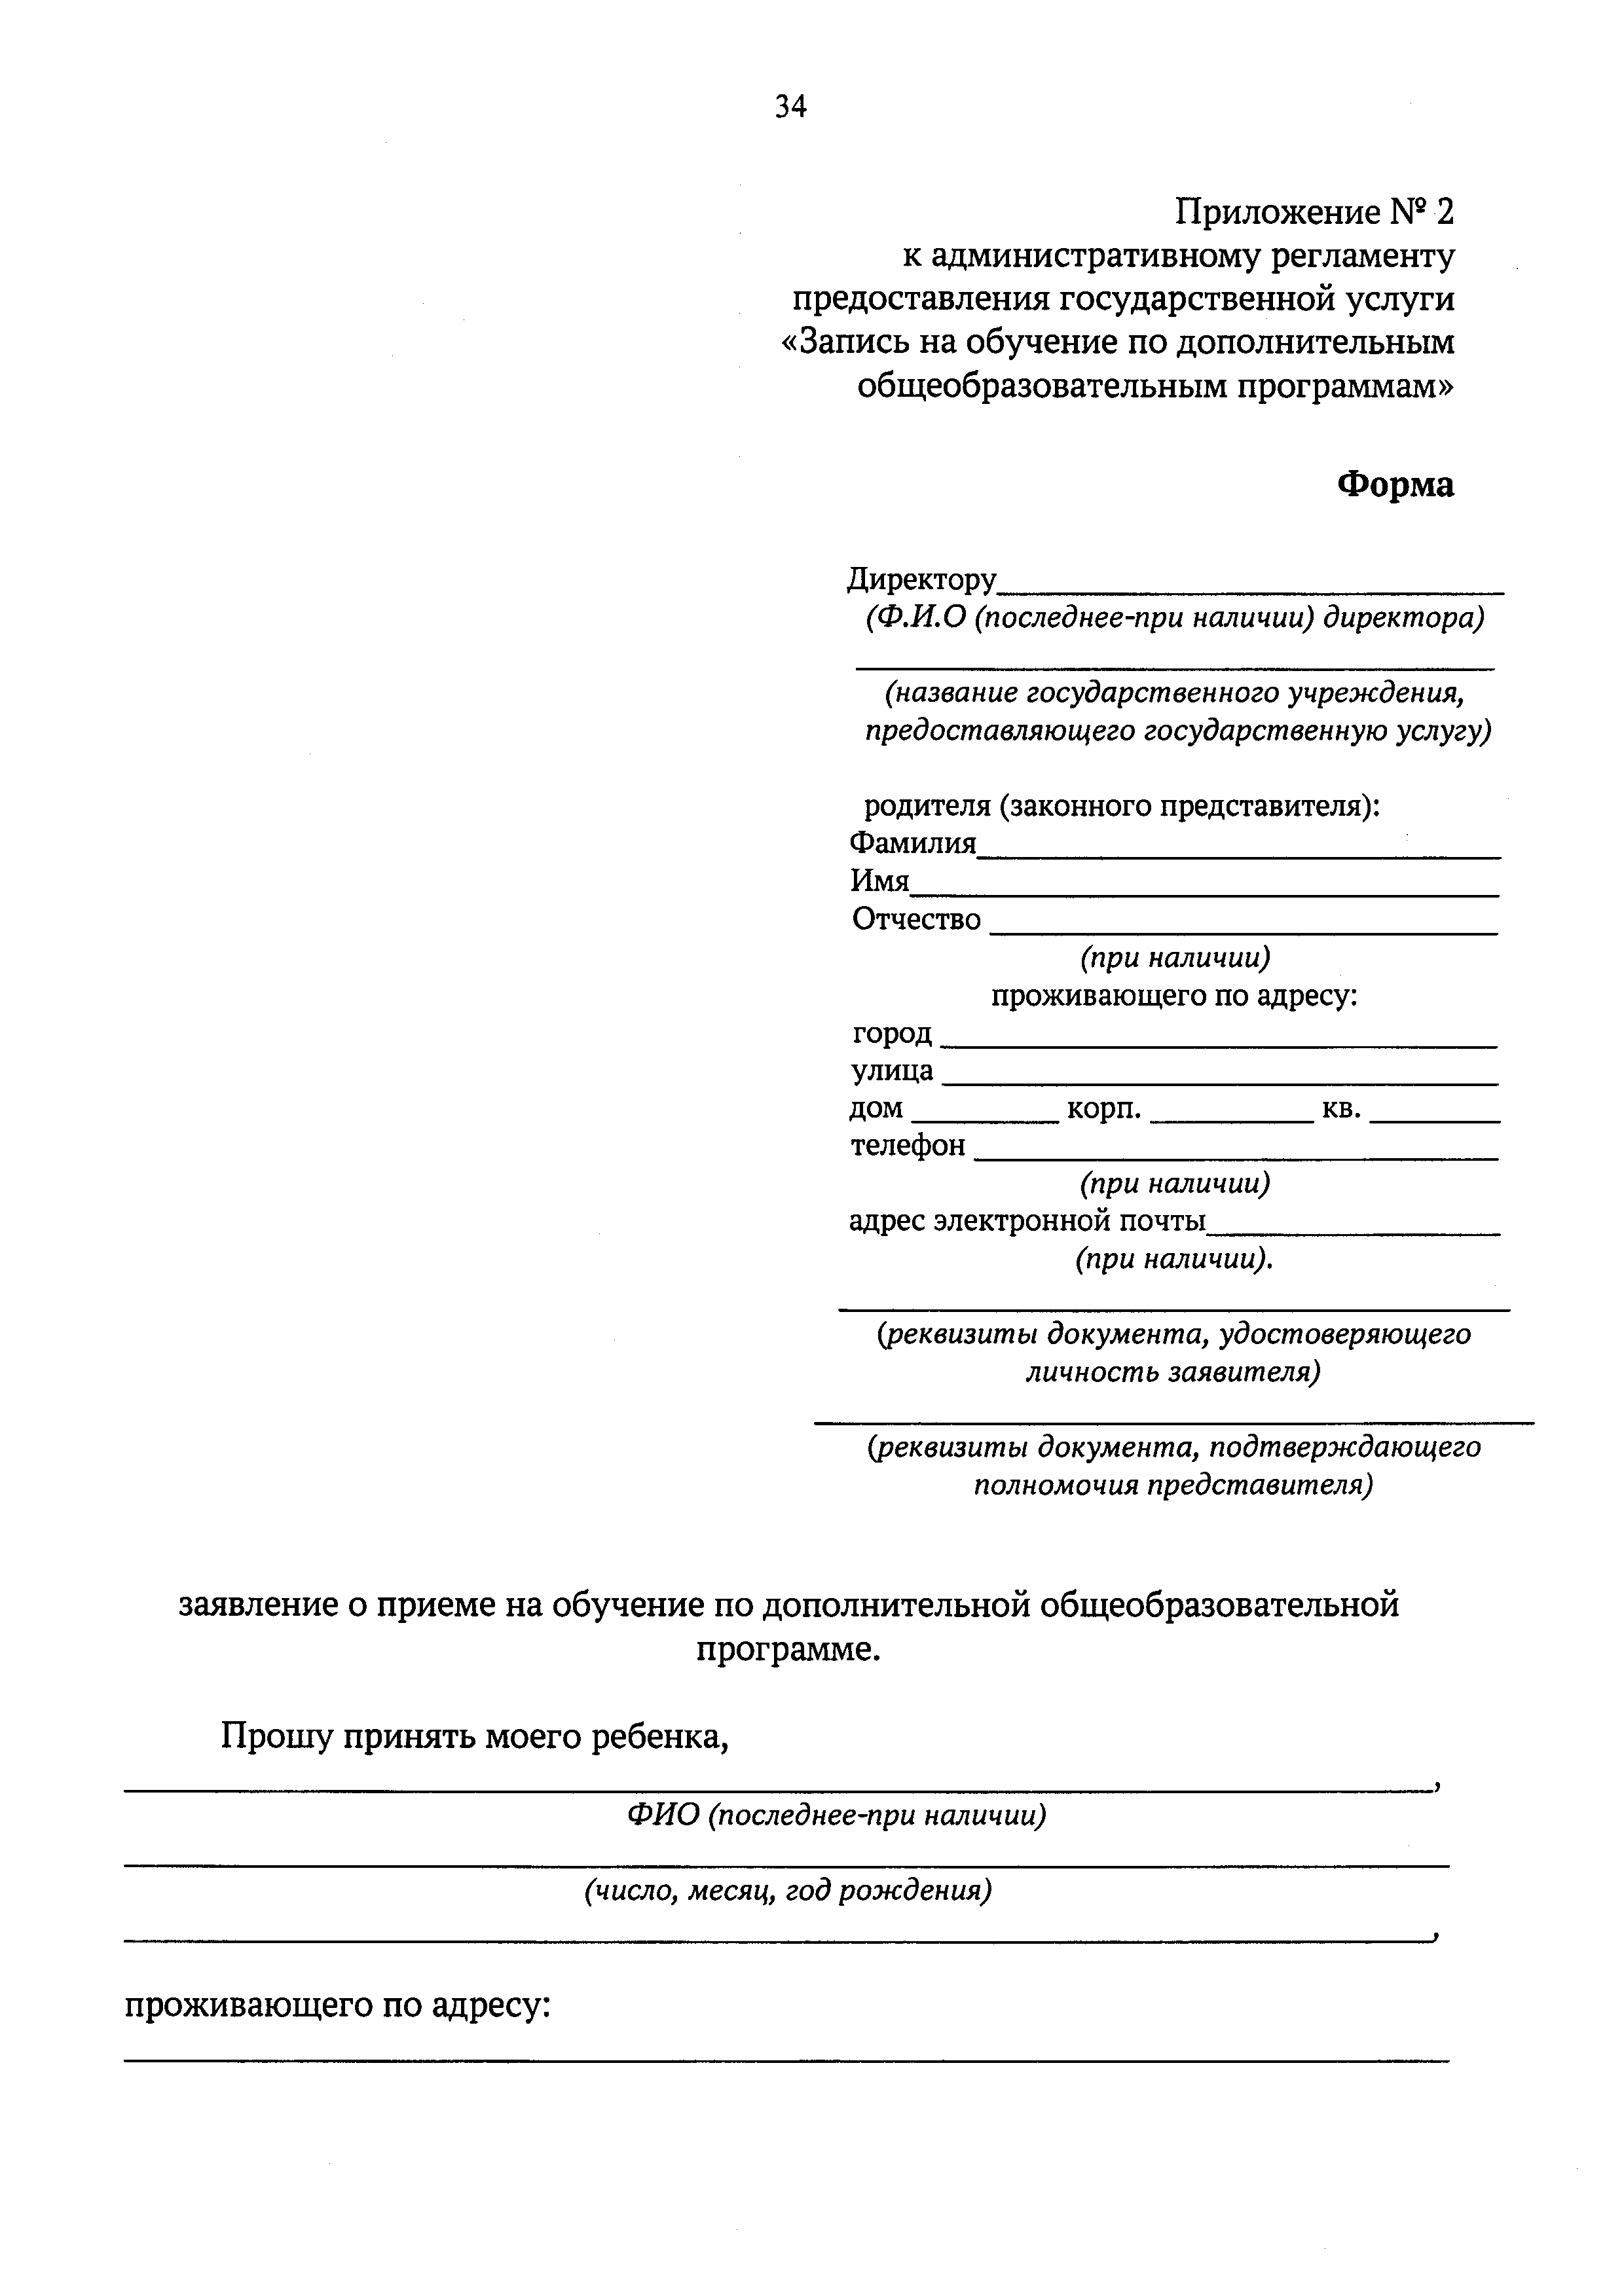 34
Приложение № 2
к административному регламенту
предоставления государственной услуги
«Запись на обучение по дополнительным
общеобразовательным программам»
Форма
Директору
(Ф.И.О (последнее-при наличии) директора)
(название государственного учреждения,
предоставляющего государственную услугу)
родителя (законного представителя):
Фамилия
Имя
Отчество
(при наличии)
проживающего по адресу:
город
улица
дом корп. кв.
телефон
(при наличии)
адрес электронной почты
(при наличии).
(реквизиты документа, удостоверяющего
личность заявителя)
(реквизиты документа, подтверждающего
полномочия представителя)
заявление о приеме на обучение по дополнительной общеобразовательной
программе.
Прошу принять моего ребенка,
,
ФИО (последнее-при наличии)
(число, месяц, год рождения)
,
проживающего по адресу: